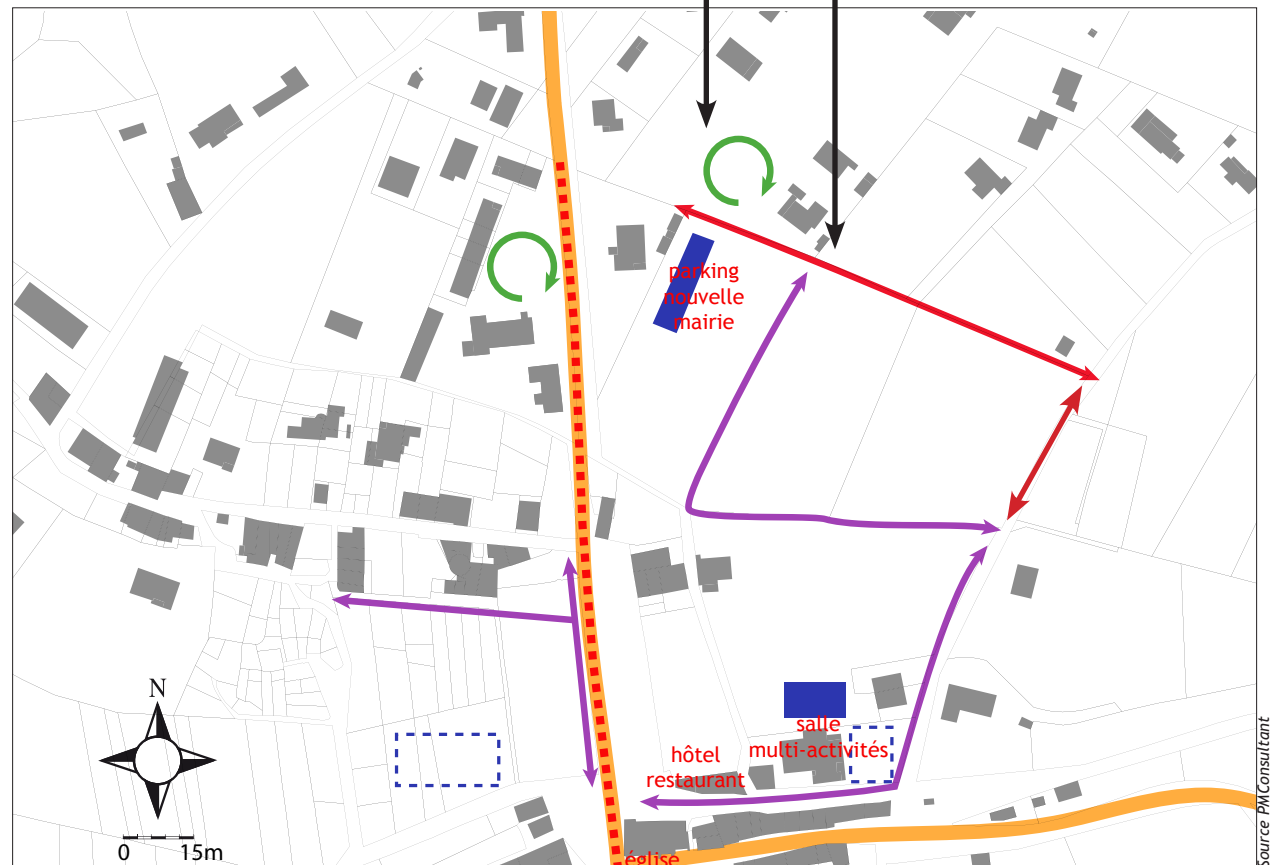 parking
nouvelle
mairie
salle
multi-activités
hôtel
restaurant
N
0 15m
église
Source PMConsultant